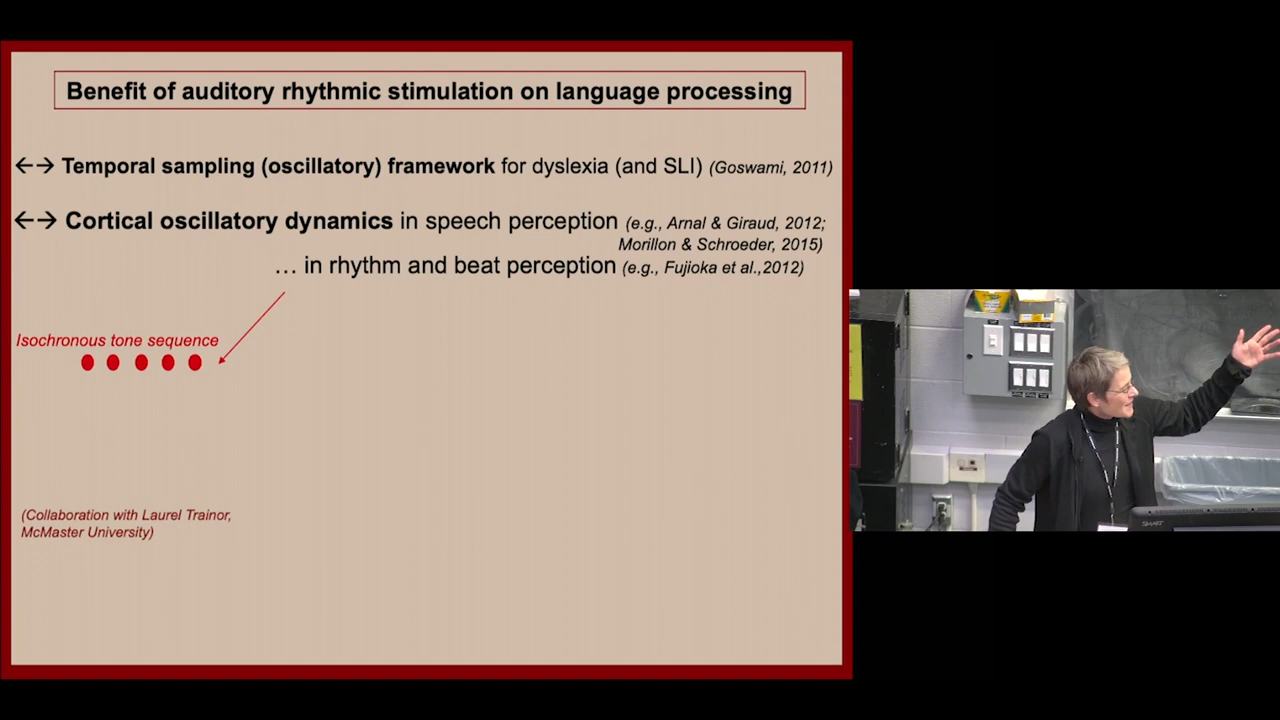 Benefit of auditory rhythmic stimulation on language processing
←→ Temporal sampling (oscillatory) framework for dyslexia (and SLI) (Goswami, 2011)
←→ Cortical oscillatory dynamics in speech perception (e.g., Arnal & Giraud, 2012;
Morillon & Schroeder, 2015)
… in rhythm and beat perception (e.g., Fujioka et al.,2012)
Isochronous tone sequence
(Collaboration with Laurel Trainor,
McMaster University)
SMART